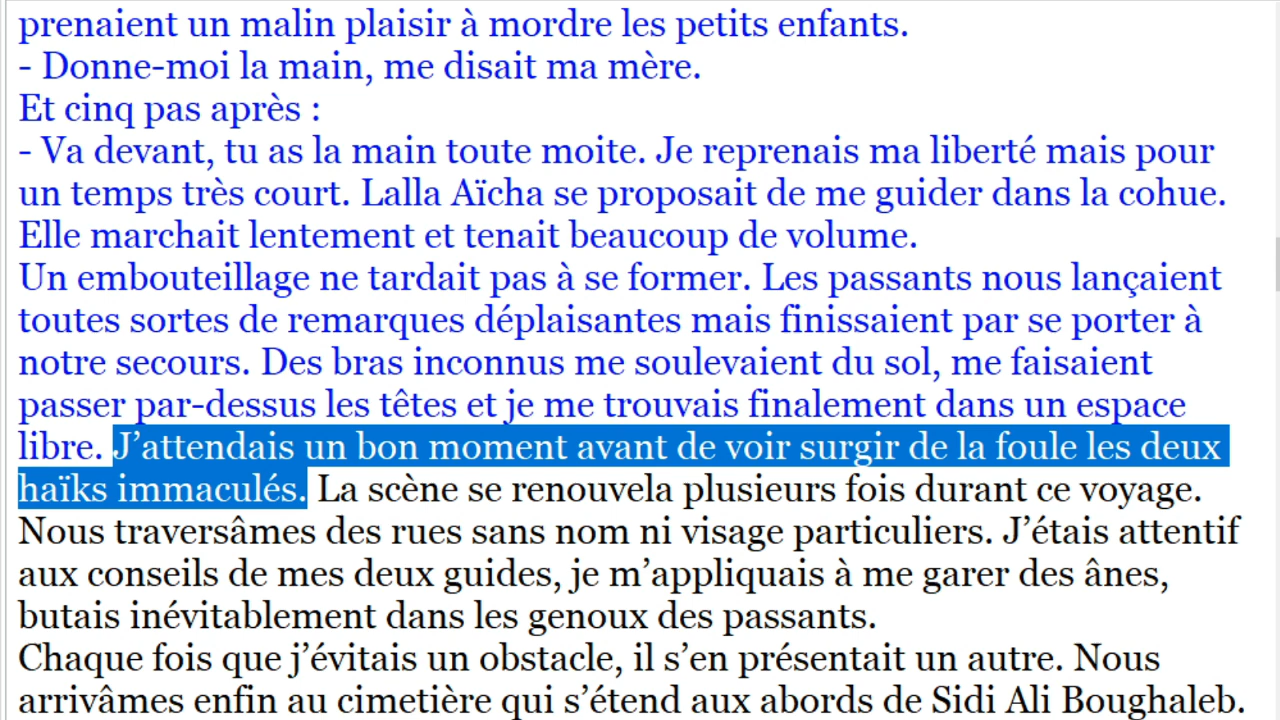 prenaient un malin plaisir à mordre les petits enfants.
- Donne-moi la main, me disait ma mère.
Et cinq pas après :
- Va devant, tu as la main toute moite. Je reprenais ma liberté mais pour
un temps très court. Lalla Aïcha se proposait de me guider dans la cohue.
Elle marchait lentement et tenait beaucoup de volume.
Un embouteillage ne tardait pas à se former. Les passants nous lançaient
toutes sortes de remarques déplaisantes mais finissaient par se porter à
notre secours. Des bras inconnus me soulevaient du sol, me faisaient
passer par-dessus les têtes et je me trouvais finalement dans un espace
libre. J’attendais un bon moment avant de voir surgir de la foule les deux
haïks immaculés. La scène se renouvela plusieurs fois durant ce voyage.
Nous traversâmes des rues sans nom ni visage particuliers. J’étais attentif
aux conseils de mes deux guides, je m’appliquais à me garer des ânes,
butais inévitablement dans les genoux des passants.
Chaque fois que j’évitais un obstacle, il s’en présentait un autre. Nous
arrivâmes enfin au cimetière qui s’étend aux abords de Sidi Ali Boughaleb.